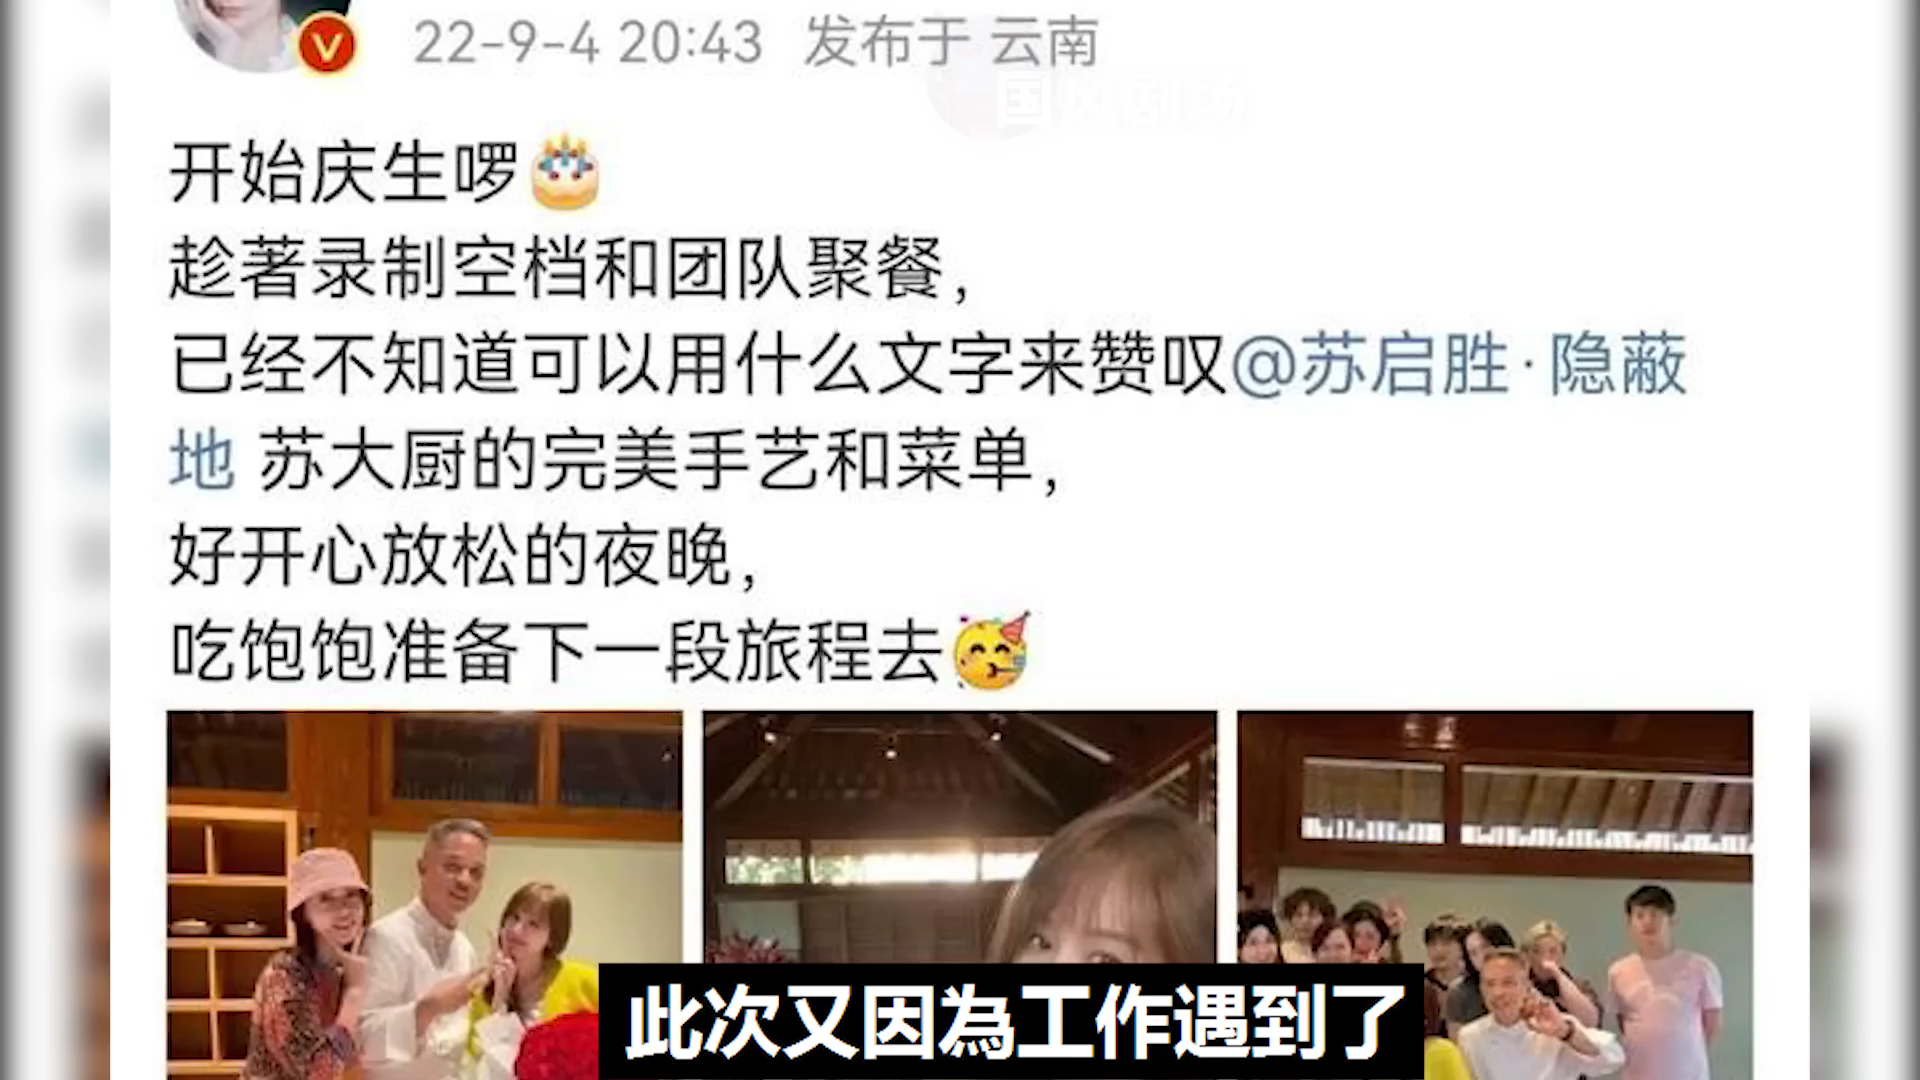 22-9-4 20:43 发布于 云南
国风剧场
开始庆生啰
趁著录制空档和团队聚餐，
已经不知道可以用什么文字来赞叹@苏启胜·隐蔽
地 苏大厨的完美手艺和菜单，
好开心放松的夜晚，
吃饱饱准备下一段旅程去
此次又因為工作遇到了